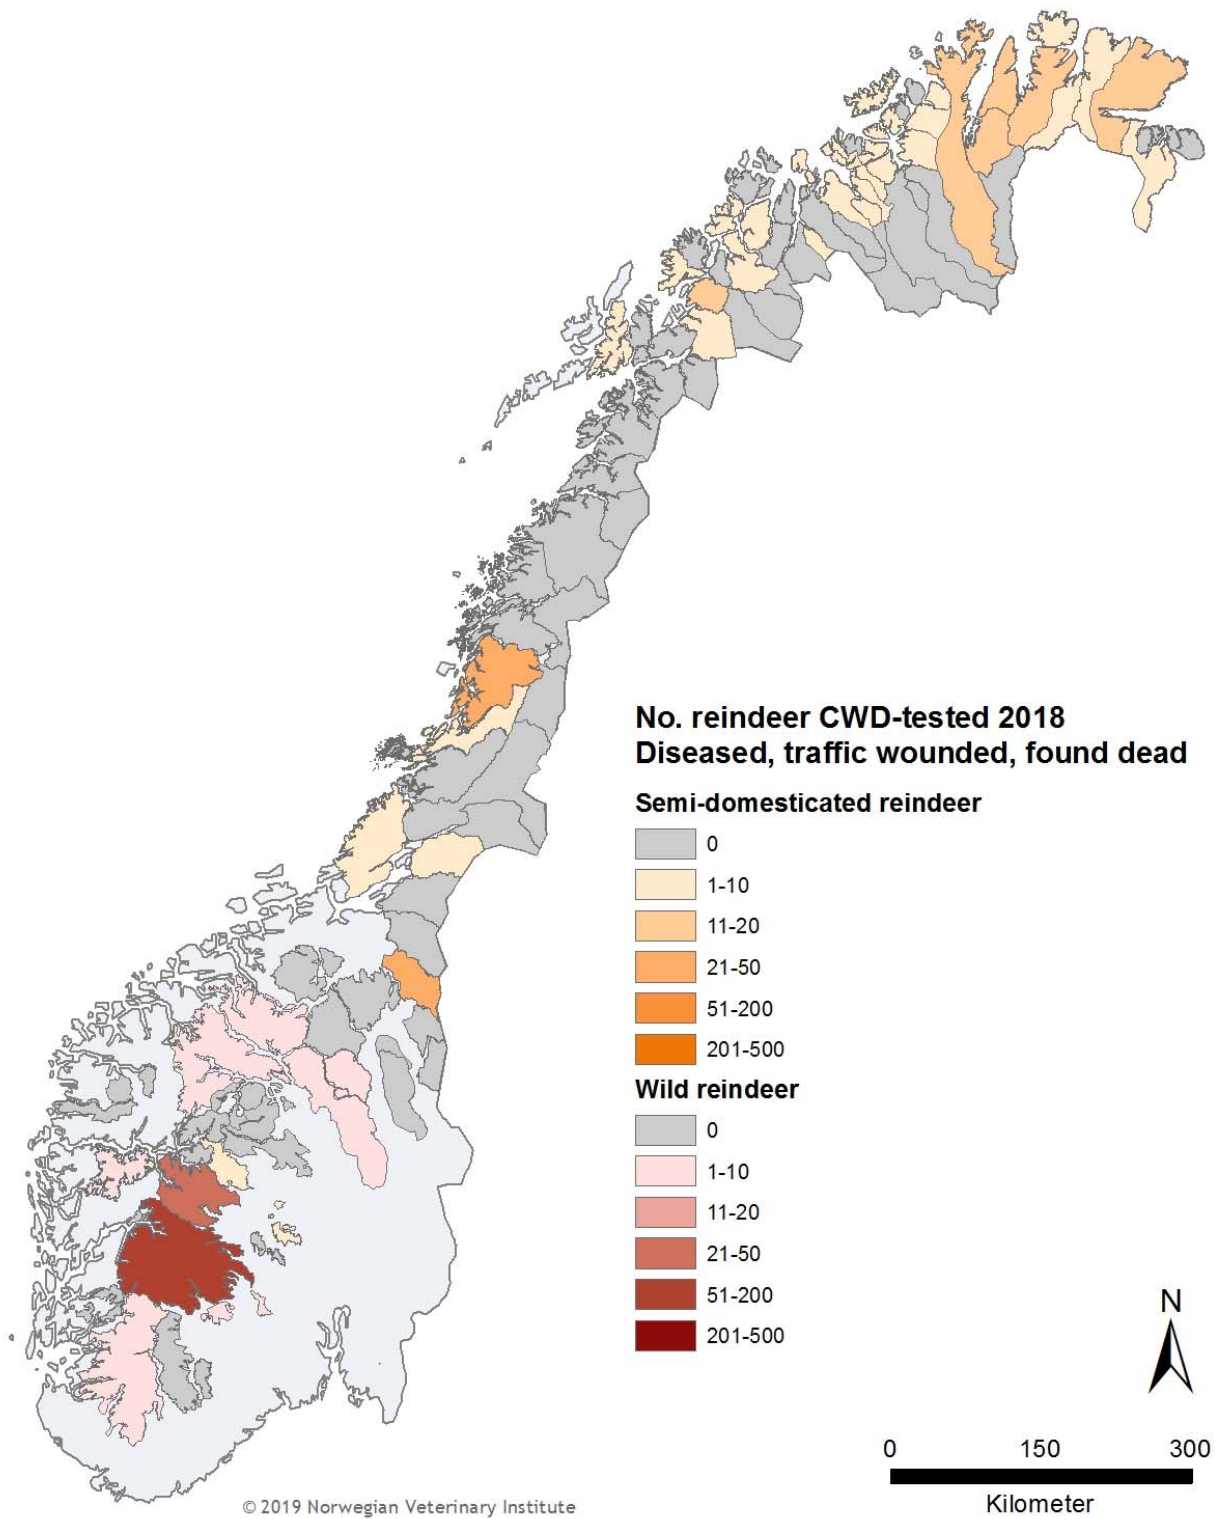 No. reindeer CWD-tested 2018
Diseased, traffic wounded, found dead
Semi-domesticated reindeer
0
1-10
11-20
21-50
51-200
201-500
Wild reindeer
0
1-10
11-20
21-50
51-200
201-500
N
0 150 300
Kilometer
© 2019 Norwegian Veterinary Institute